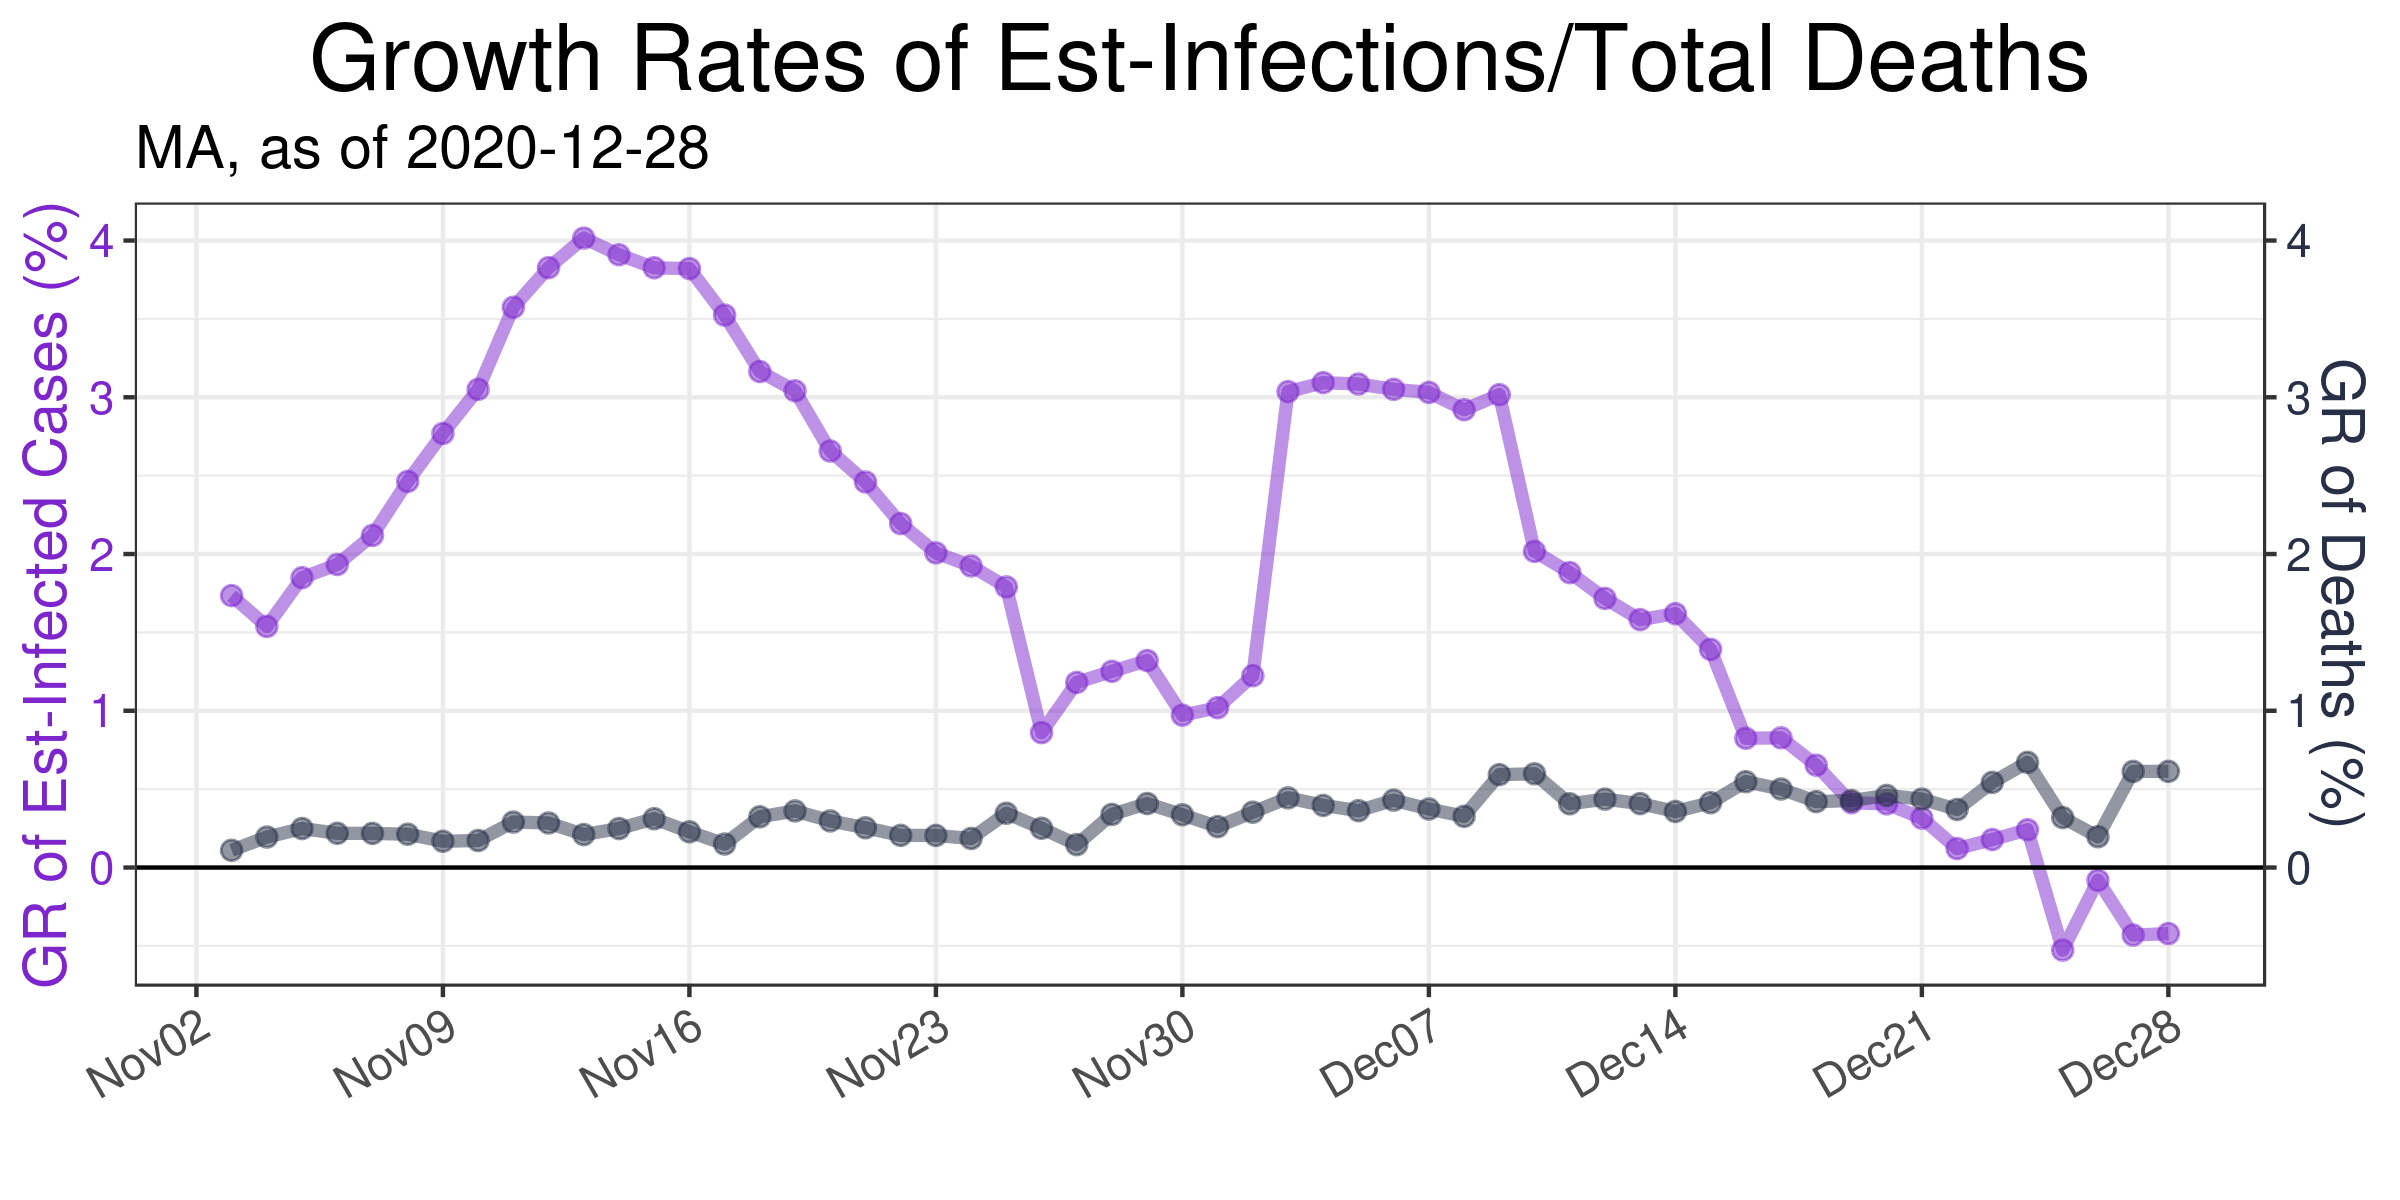 Growth Rates of Est-Infections/Total Deaths
MA, as of 2020-12-28
GR of Est-Infected Cases (%)
4
3
2
1
0
4
3
2
1
0
GR of Deaths (%)
Nov02
Nov09
Nov16
Nov23
Nov30
Dec07
Dec14
Dec21
Dec28